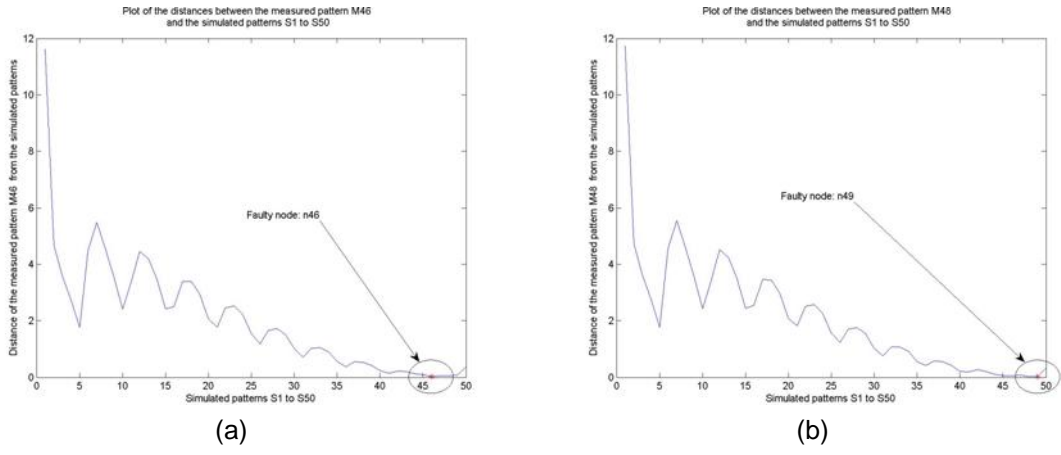 Plot of the distances between the measured pattern M46
and the simulated patterns S1 to S50
Distance of the measured pattern M46 from the simulated patterns
12
10
8
6
4
2
0
Faulty node: n46
0 5 10 15 20 25 30 35 40 45 50
Simulated patterns S1 to S50
(a)
Plot of the distances between the measured pattern M48
and the simulated patterns S1 to S50
Distance of the measured pattern M48 from the simulated patterns
12
10
8
6
4
2
0
Faulty node: n49
0 5 10 15 20 25 30 35 40 45 50
Simulated patterns S1 to S50
(b)